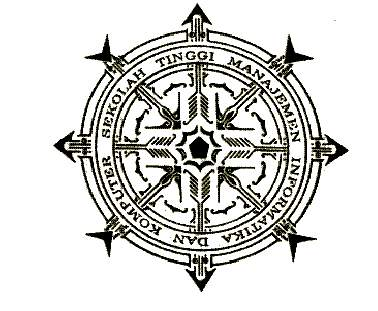 SEKOLAH TINGGI MANAJEMEN INFORMATIKA DAN KOMPUTER